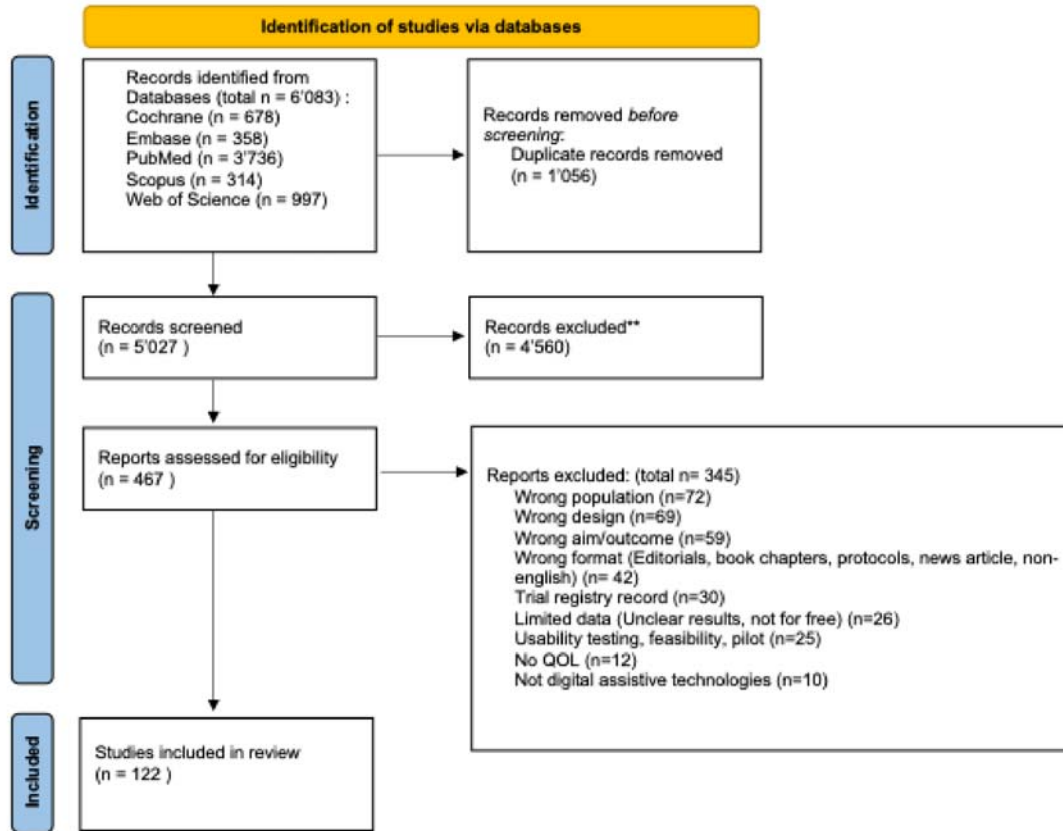 Identification of studies via databases
Identification
Records identified from
Databases (total n = 6'083) :
Cochrane (n = 678)
Embase (n = 358)
PubMed (n = 3'736)
Scopus (n = 314)
Web of Science (n = 997)
Records removed before
screening:
Duplicate records removed
(n = 1'056)
Screening
Records screened
(n = 5'027 )
Records excluded**
(n = 4'560)
Reports assessed for eligibility
(n = 467 )
Reports excluded: (total n= 345)
Wrong population (n=72)
Wrong design (n=69)
Wrong aim/outcome (n=59)
Wrong format (Editorials, book chapters, protocols, news article, non-
english) (n= 42)
Trial registry record (n=30)
Limited data (Unclear results, not for free) (n=26)
Usability testing, feasibility, pilot (n=25)
No QOL (n=12)
Not digital assistive technologies (n=10)
Included
Studies included in review
(n = 122 )